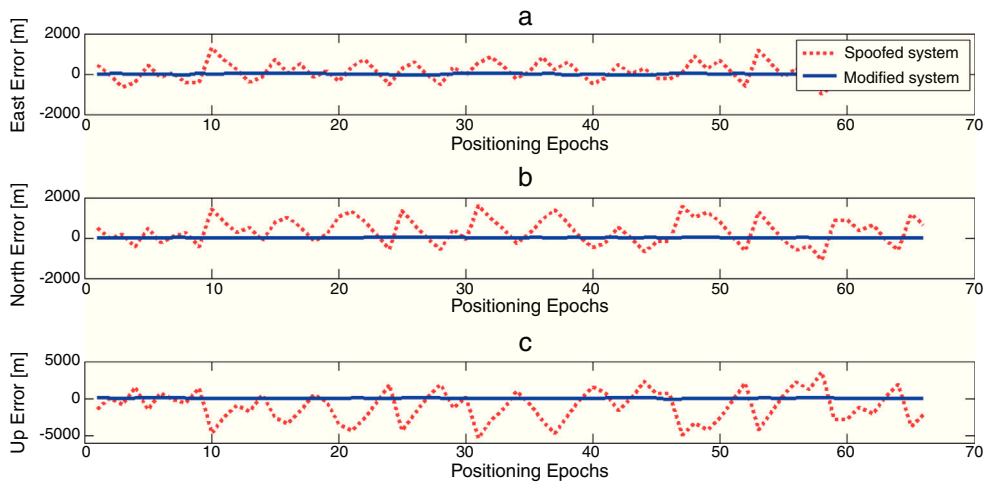 a
East Error [m]
2000
0
-2000
Spoofed system
Modified system
0 10 20 30 40 50 60 70
Positioning Epochs
b
North Error [m]
2000
0
-2000
0 10 20 30 40 50 60 70
Positioning Epochs
c
Up Error [m]
5000
0
-5000
0 10 20 30 40 50 60 70
Positioning Epochs